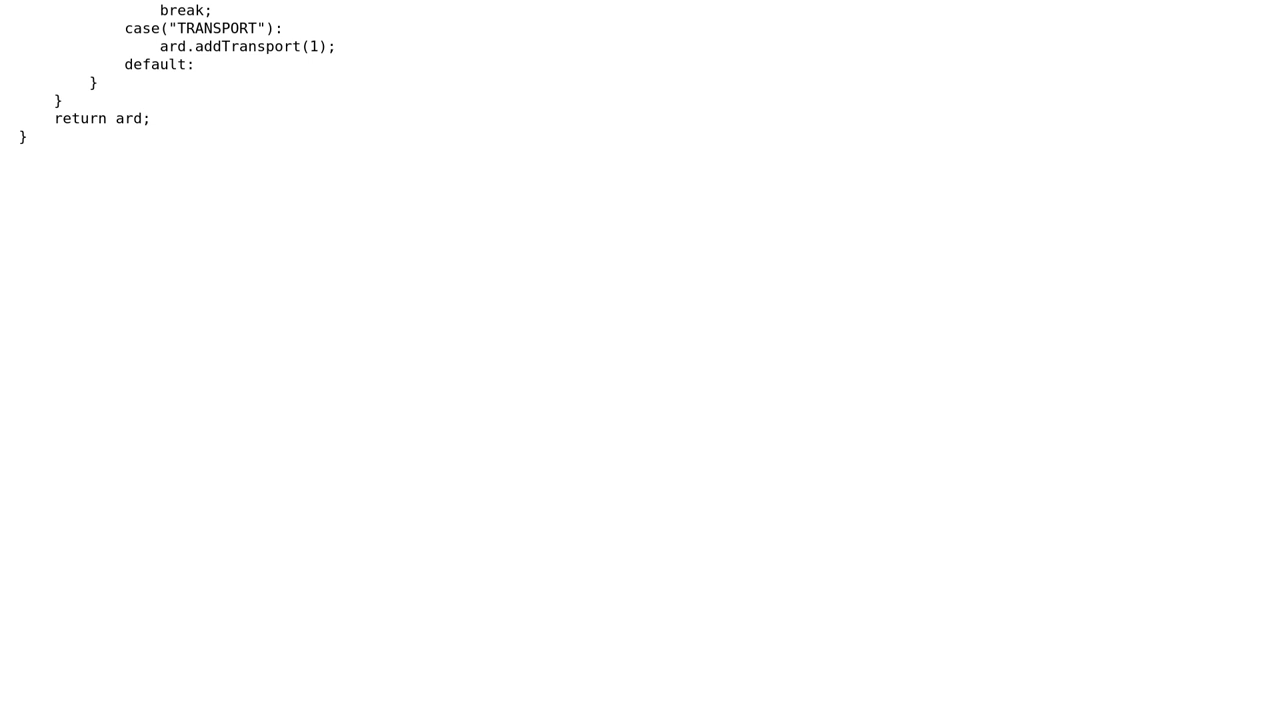 break;
            case("TRANSPORT"):
                ard.addTransport(1);
            default:
        }
    }
    return ard;
}